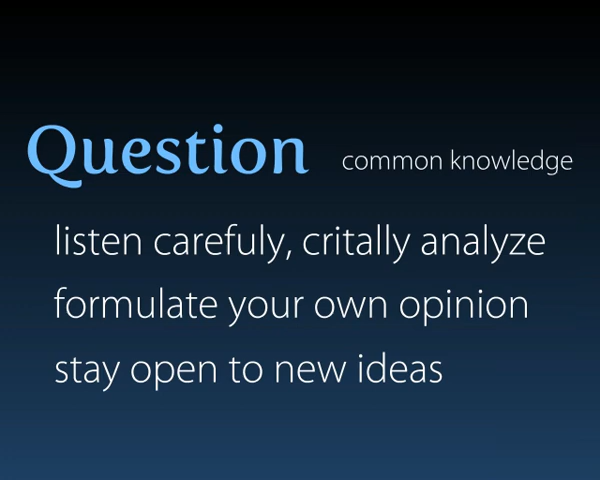 Question common knowledge
listen carefuly, critally analyze
formulate your own opinion
stay open to new ideas